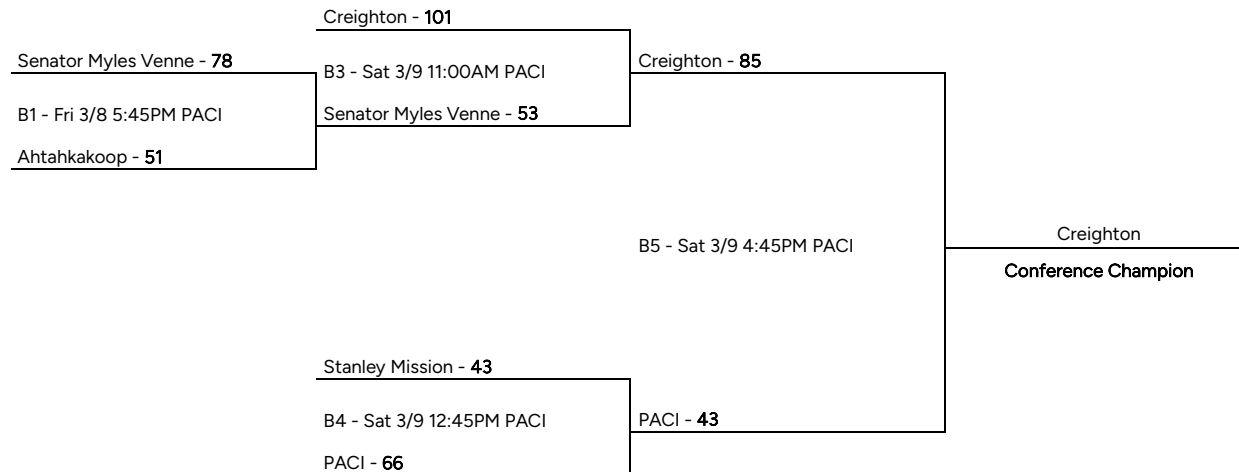 Creighton - 101
Senator Myles Venne - 78
B3 - Sat 3/9 11:00AM PACI
Creighton - 85
B1 - Fri 3/8 5:45PM PACI
Senator Myles Venne - 53
Ahtahkakoop - 51
B5 - Sat 3/9 4:45PM PACI
Creighton
Conference Champion
Stanley Mission - 43
B4 - Sat 3/9 12:45PM PACI
PACI - 43
PACI - 66